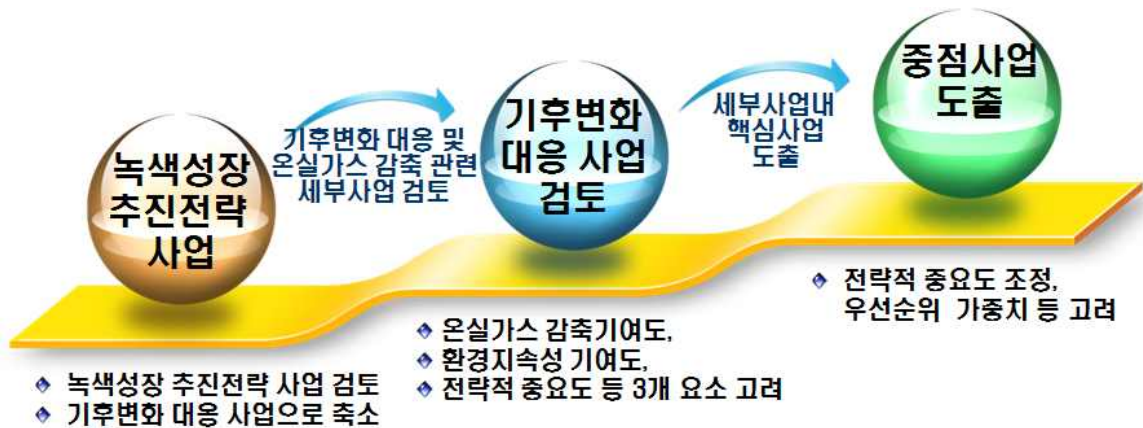 녹색성장
추진전략
사업
기후변화 대응 및
온실가스 감축 관련
세부사업 검토
기후변화
대응 사업
검토
세부사업내
핵심사업
도출
중점사업
도출
녹색성장 추진전략 사업 검토
기후변화 대응 사업으로 축소
온실가스 감축기여도,
환경지속성 기여도,
전략적 중요도 등 3개 요소 고려
전략적 중요도 조정,
우선순위 가중치 등 고려